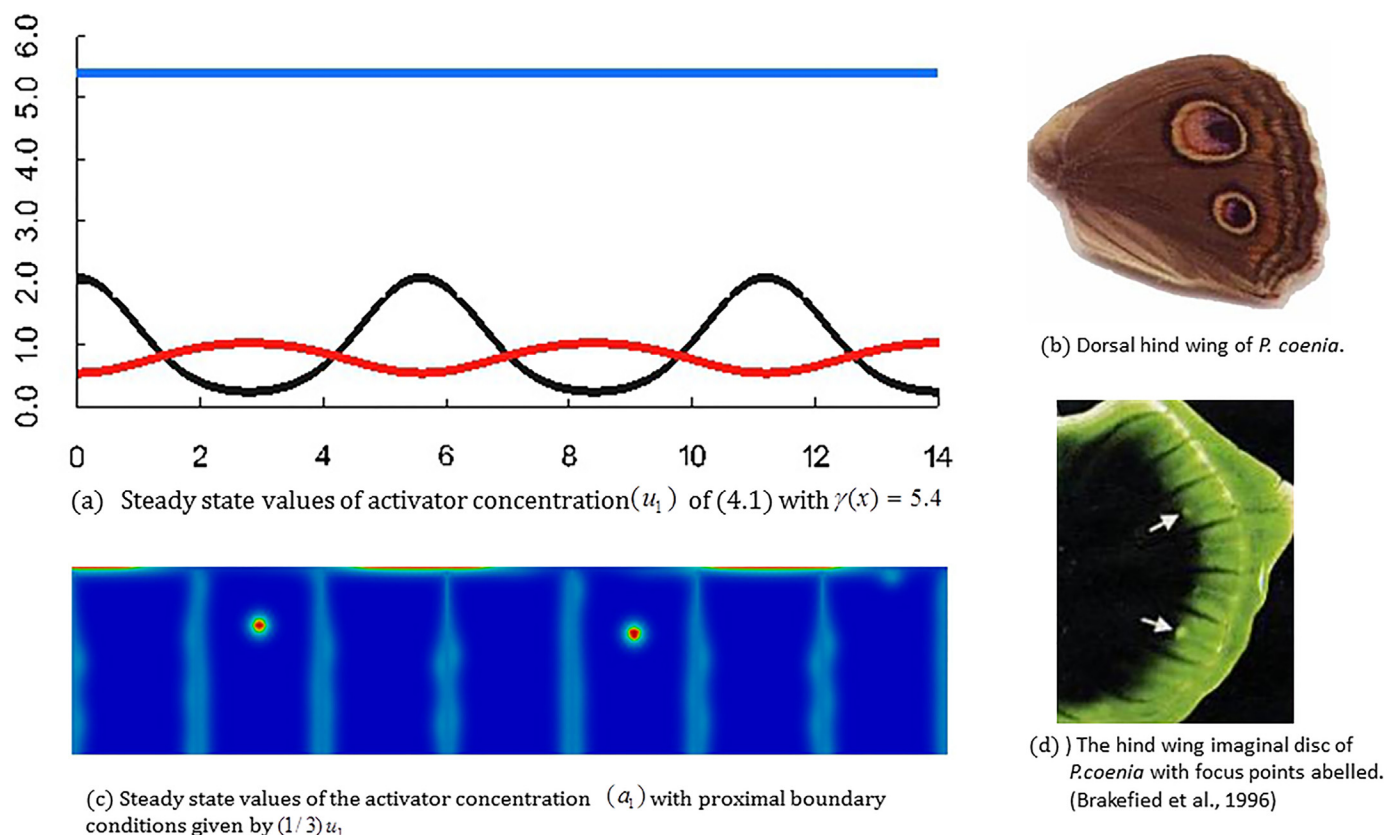 6.0
5.0
4.0
3.0
2.0
1.0
0.0
0 2 4 6 8 10 12 14
(a) Steady state values of activator concentration(u₁) of (4.1) with γ(x) = 5.4
(b) Dorsal hind wing of P. coenia.
(c) Steady state values of the activator concentration (a₁) with proximal boundary
conditions given by (1/3)u₁
(d) ) The hind wing imaginal disc of
P.coenia with focus points abelled.
(Brakefied et al., 1996)